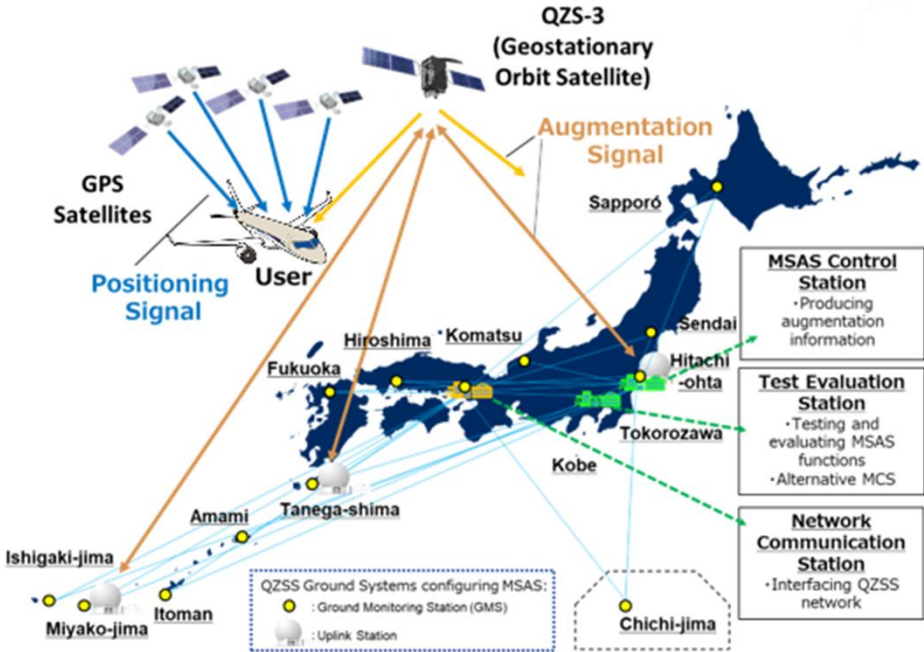 QZS-3
(Geostationary
Orbit Satellite)
Augmentation
Signal
GPS
Satellites
Positioning
Signal
User
Sapporó
MSAS Control
Station
・Producing
augmentation
information
Sendai
Komatsu
Hiroshima
Fukuoka
Hitachi
-ohta
Test Evaluation
Station
・Testing and
evaluating MSAS
functions
・Alternative MCS
Tokorozawa
Kobe
Tanega-shima
Amami
Network
Communication
Station
・Interfacing QZSS
network
Ishigaki-jima
Miyako-jima
Itoman
QZSS Ground Systems configuring MSAS:
: Ground Monitoring Station (GMS)
: Uplink Station
Chichi-jima